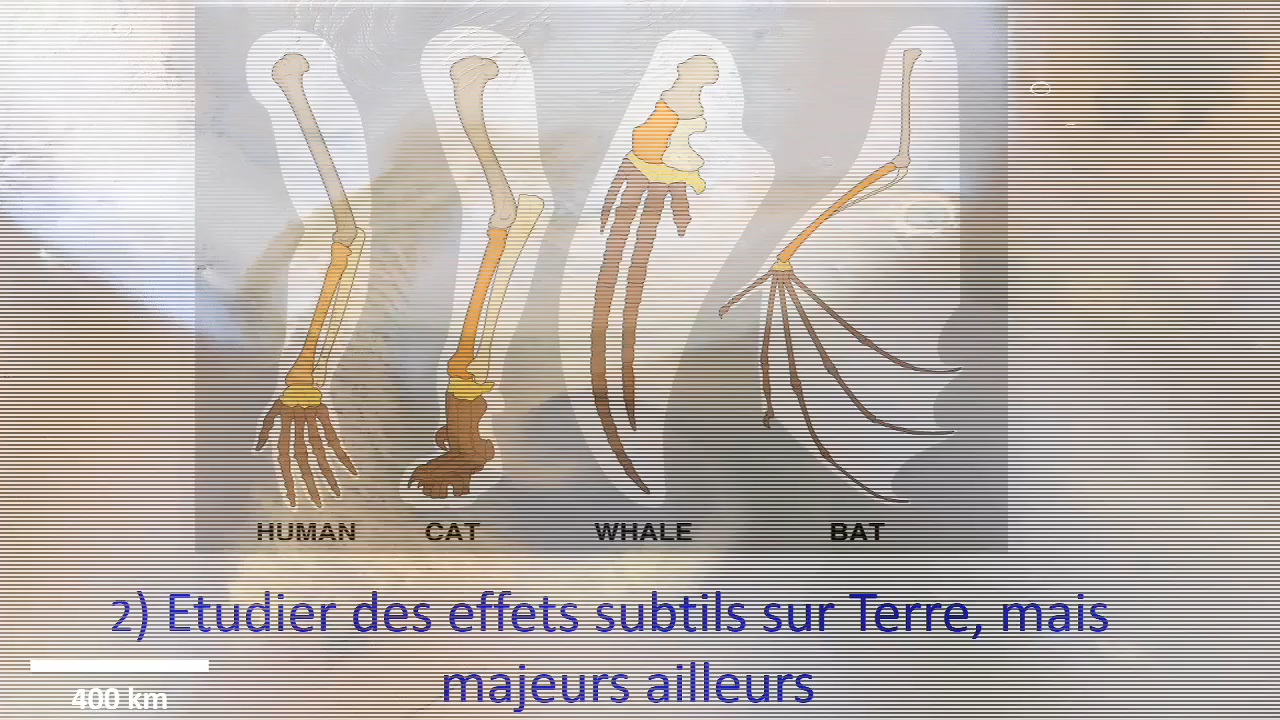 HUMAN CAT WHALE BAT
2) Etudier des effets subtils sur Terre, mais
majeurs ailleurs
400 km